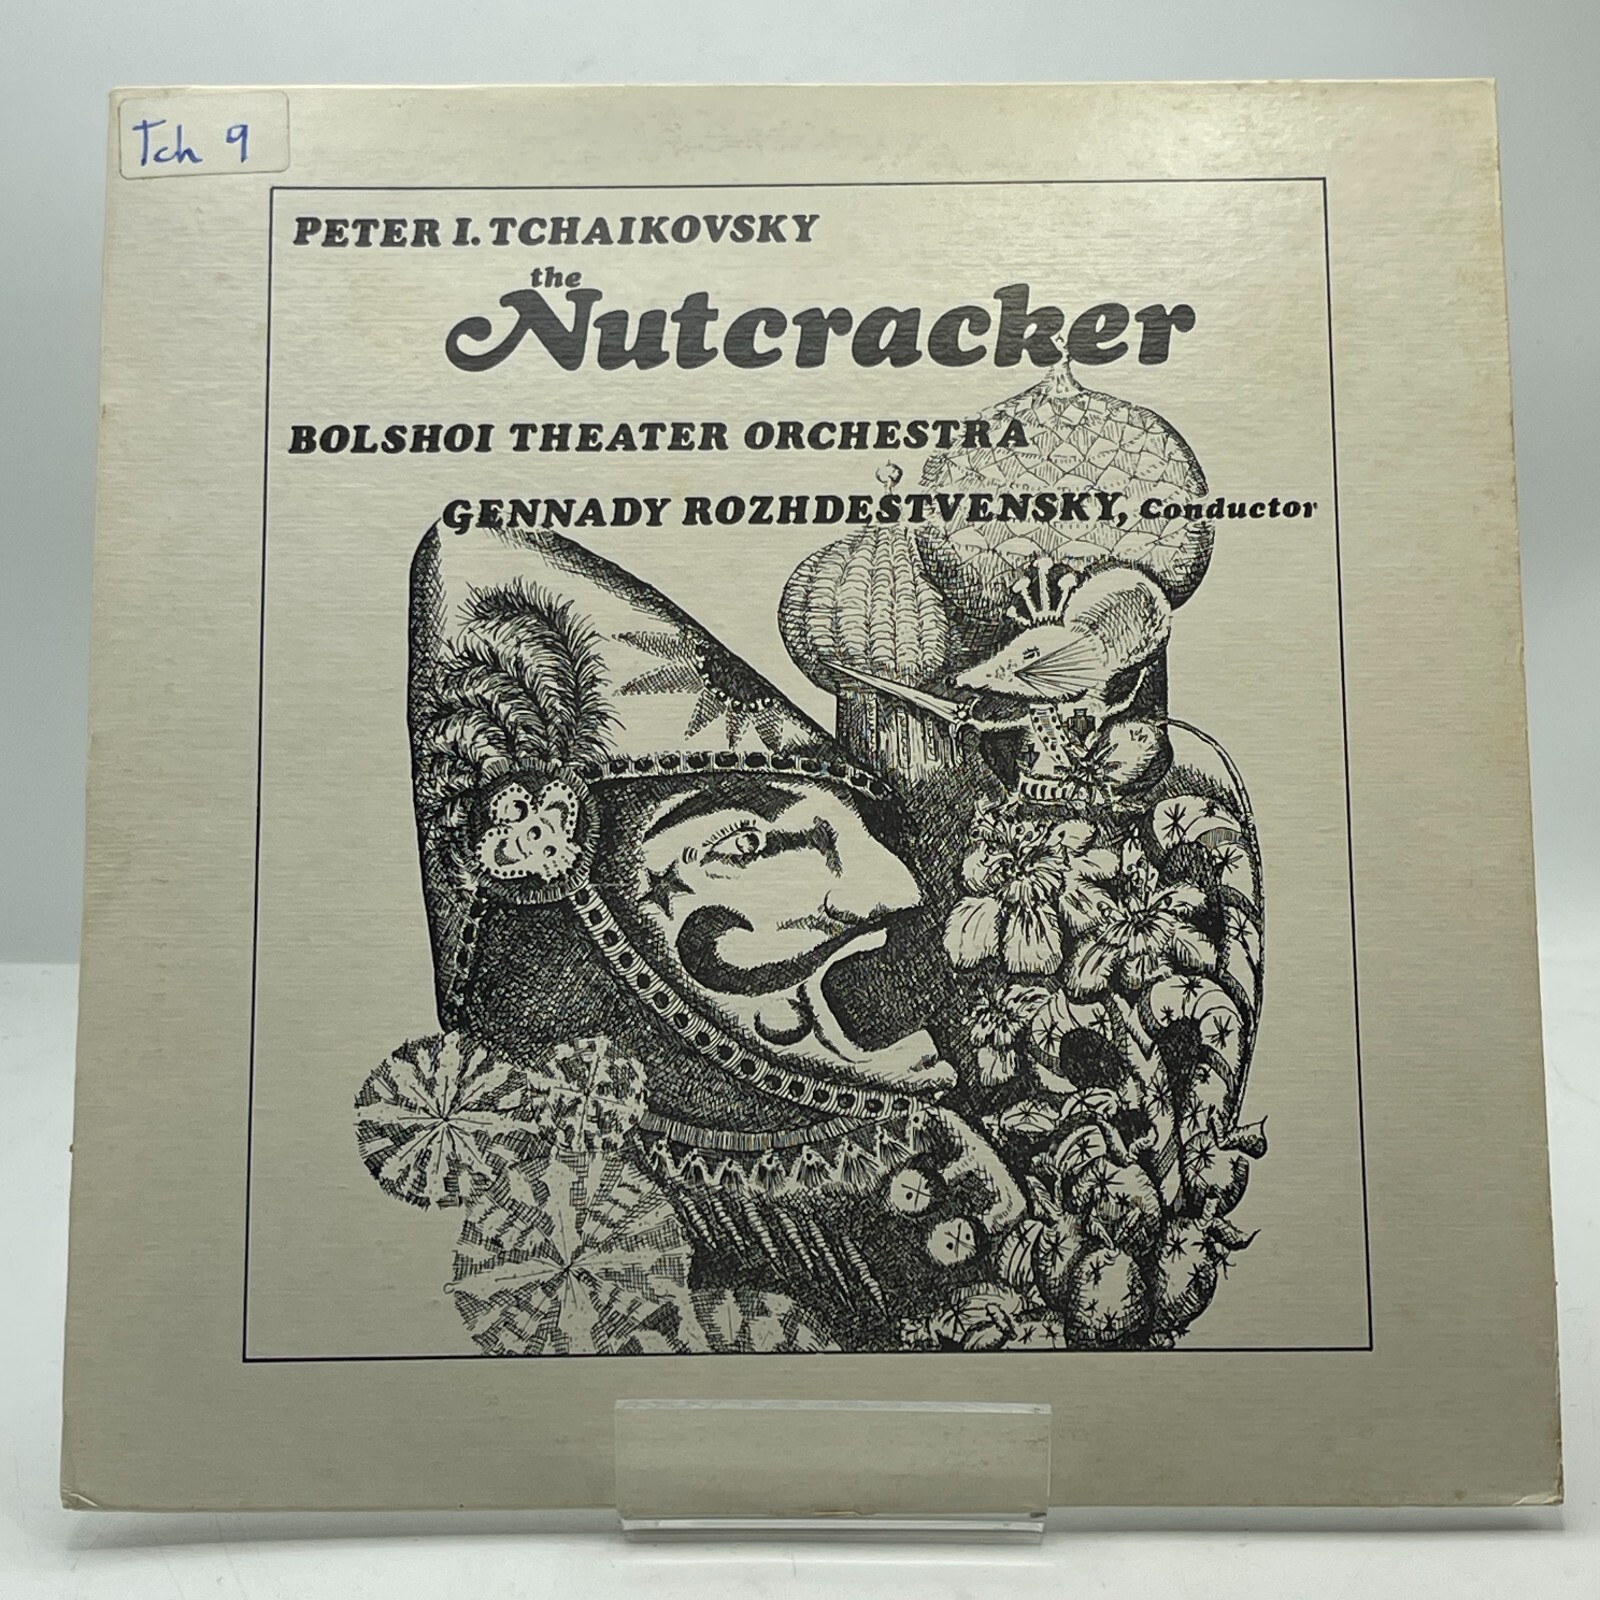 Tch 9
PETER I. TCHAIKOVSKY
the
Nutcracker
BOLSHOI THEATER ORCHESTRA
GENNADY ROZHDESTVENSKY, Conductor